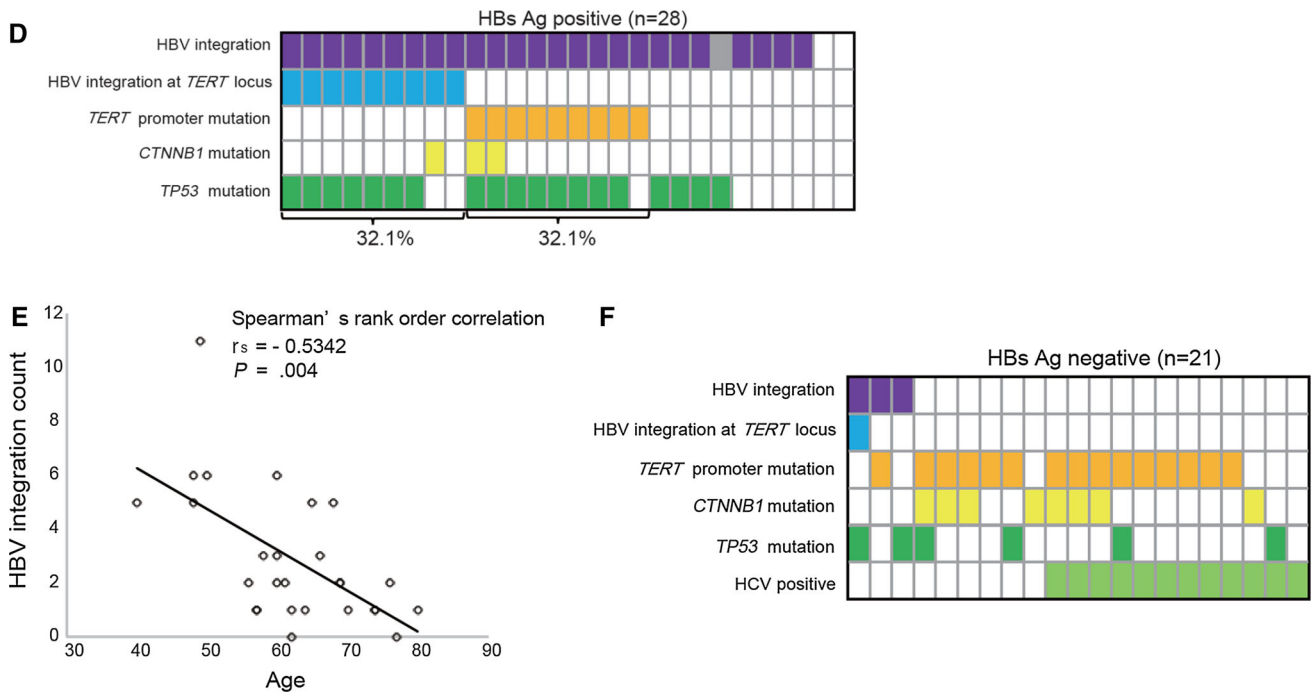 D
HBs Ag positive (n=28)
HBV integration
HBV integration at TERT locus
TERT promoter mutation
CTNNB1 mutation
TP53 mutation
32.1%
32.1%
E
Spearman' s rank order correlation
rs = - 0.5342
P = .004
HBV integration count
12
10
8
6
4
2
0
30 40 50 60 70 80 90
Age
F
HBs Ag negative (n=21)
HBV integration
HBV integration at TERT locus
TERT promoter mutation
CTNNB1 mutation
TP53 mutation
HCV positive